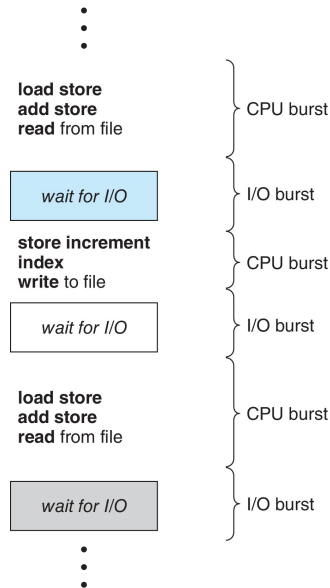 load store
add store
read from file
CPU burst
wait for I/O
I/O burst
store increment
index
write to file
CPU burst
wait for I/O
I/O burst
load store
add store
read from file
CPU burst
wait for I/O
I/O burst